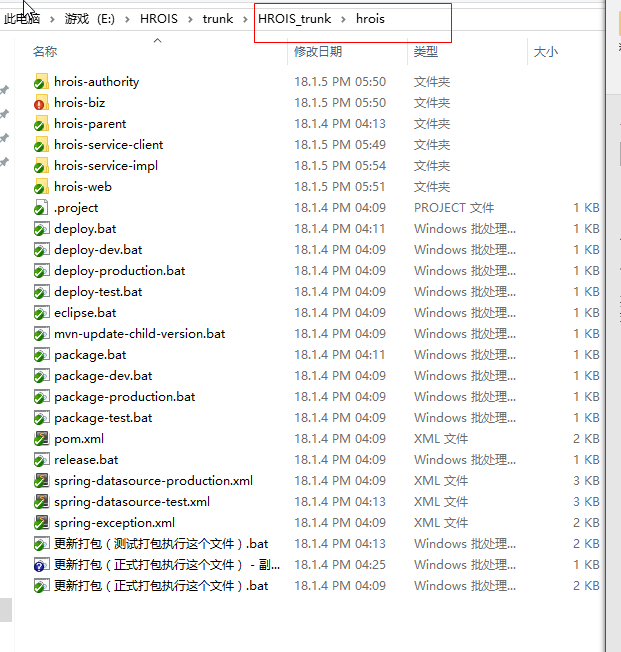 此电脑 > 游戏 (E:) > HROIS > trunk > HROIS_trunk > hrois
名称 修改日期 类型 大小
hrois-authority 18.1.5 PM 05:50 文件夹
hrois-biz 18.1.5 PM 05:50 文件夹
hrois-parent 18.1.4 PM 04:13 文件夹
hrois-service-client 18.1.5 PM 05:49 文件夹
hrois-service-impl 18.1.5 PM 05:54 文件夹
hrois-web 18.1.5 PM 05:51 文件夹
.project 18.1.4 PM 04:09 PROJECT 文件 1 KB
deploy.bat 18.1.4 PM 04:11 Windows 批处理... 1 KB
deploy-dev.bat 18.1.4 PM 04:09 Windows 批处理... 1 KB
deploy-production.bat 18.1.4 PM 04:09 Windows 批处理... 1 KB
deploy-test.bat 18.1.4 PM 04:09 Windows 批处理... 1 KB
eclipse.bat 18.1.4 PM 04:09 Windows 批处理... 1 KB
mvn-update-child-version.bat 18.1.4 PM 04:09 Windows 批处理... 1 KB
package.bat 18.1.4 PM 04:11 Windows 批处理... 1 KB
package-dev.bat 18.1.4 PM 04:09 Windows 批处理... 1 KB
package-production.bat 18.1.4 PM 04:09 Windows 批处理... 1 KB
package-test.bat 18.1.4 PM 04:09 Windows 批处理... 1 KB
pom.xml 18.1.4 PM 04:09 XML 文件 2 KB
release.bat 18.1.4 PM 04:09 Windows 批处理... 1 KB
spring-datasource-production.xml 18.1.4 PM 04:09 XML 文件 3 KB
spring-datasource-test.xml 18.1.4 PM 04:13 XML 文件 3 KB
spring-exception.xml 18.1.4 PM 04:09 XML 文件 2 KB
更新打包（测试打包执行这个文件）.bat 18.1.4 PM 04:13 Windows 批处理... 2 KB
更新打包（正式打包执行这个文件） - 副... 18.1.4 PM 04:25 Windows 批处理... 1 KB
更新打包（正式打包执行这个文件）.bat 18.1.4 PM 04:09 Windows 批处理... 2 KB